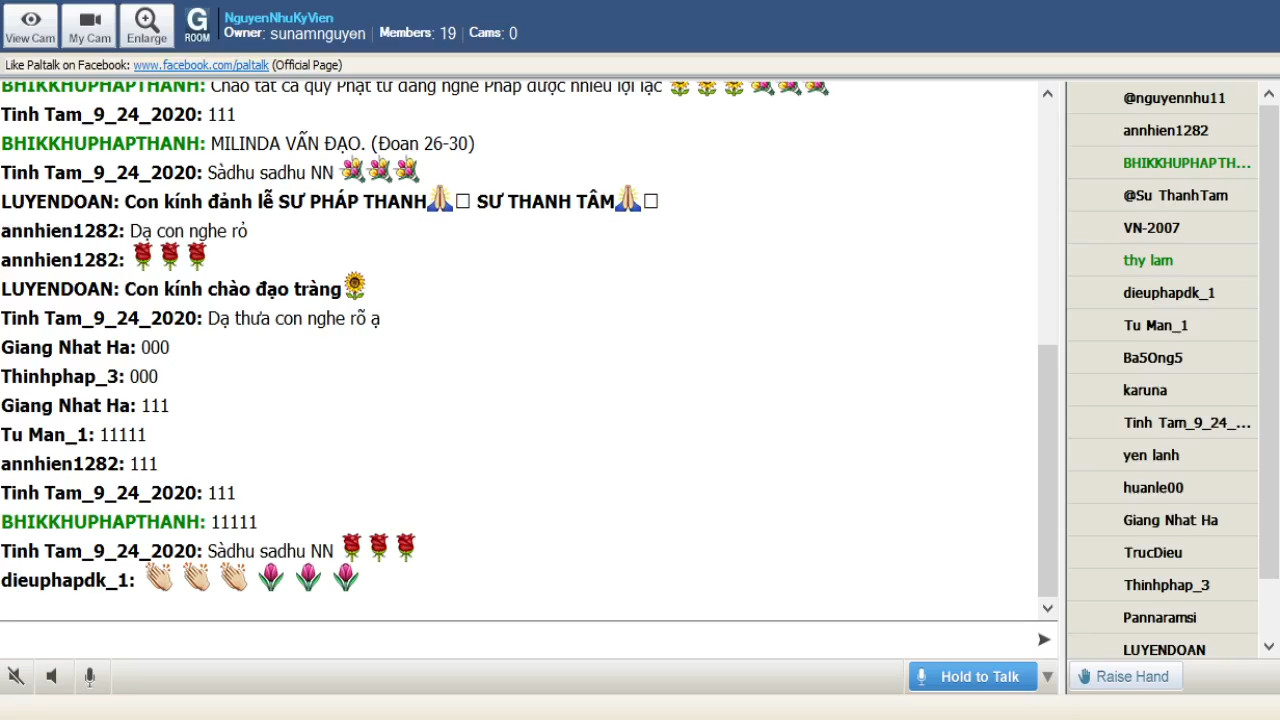 View Cam
My Cam
Enlarge
G
ROOM
NguyenNhuKyVien
Owner: sunamnguyen Members: 19 Cams: 0
Like Paltalk on Facebook: www.facebook.com/paltalk (Official Page)
BHIKKHUPHAPTHANH: Chào tất cả quý Phật tử đang nghe Pháp được nhiều lợi lạc
Tinh Tam_9_24_2020: 111
BHIKKHUPHAPTHANH: MILINDA VẤN ĐẠO. (Đoạn 26-30)
Tinh Tam_9_24_2020: Sàdhu sadhu NN
LUYENDOAN: Con kính đảnh lễ SƯ PHÁP THANH SƯ THANH TÂM
annhien1282: Dạ con nghe rỏ
annhien1282:
LUYENDOAN: Con kính chào đạo tràng
Tinh Tam_9_24_2020: Dạ thưa con nghe rõ ạ
Giang Nhat Ha: 000
Thinhphap_3: 000
Giang Nhat Ha: 111
Tu Man_1: 11111
annhien1282: 111
Tinh Tam_9_24_2020: 111
BHIKKHUPHAPTHANH: 11111
Tinh Tam_9_24_2020: Sàdhu sadhu NN
dieuphapdk_1:
@nguyennhu11
annhien1282
BHIKKHUPHAPTH...
@Su ThanhTam
VN-2007
thy lam
dieuphapdk_1
Tu Man_1
Ba5Ong5
karuna
Tinh Tam_9_24_...
yen lanh
huanle00
Giang Nhat Ha
TrucDieu
Thinhphap_3
Pannaramsi
LUYENDOAN
Hold to Talk
Raise Hand